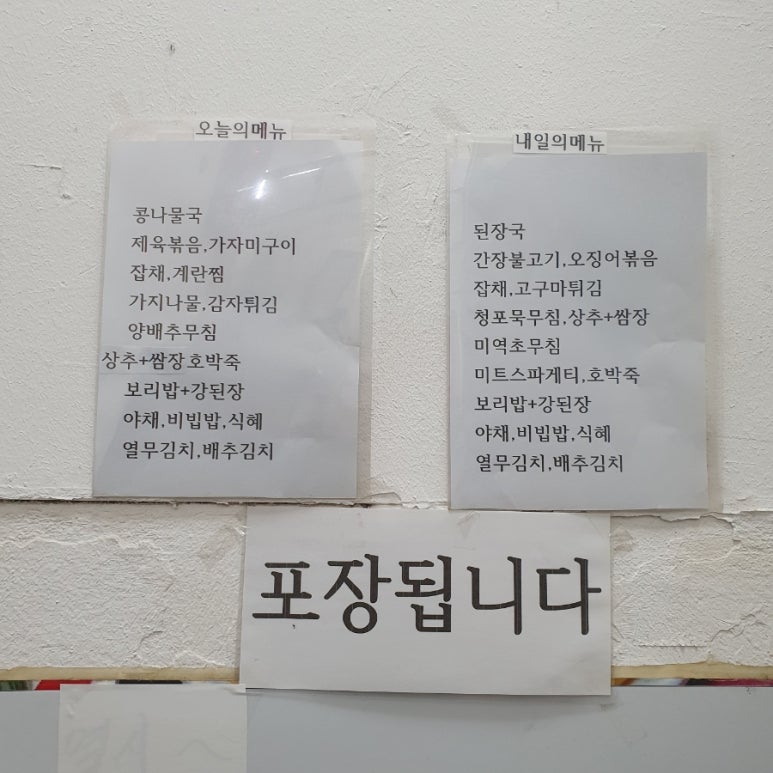 오늘의메뉴
콩나물국
제육볶음,가자미구이
잡채,계란찜
가지나물,감자튀김
양배추무침
상추+쌈장호박죽
보리밥+강된장
야채,비빕밥,식혜
열무김치,배추김치
내일의메뉴
된장국
간장불고기,오징어볶음
잡채,고구마튀김
청포묵무침,상추+쌈장
미역초무침
미트스파게티,호박죽
보리밥+강된장
야채,비빕밥,식혜
열무김치,배추김치
포장됩니다